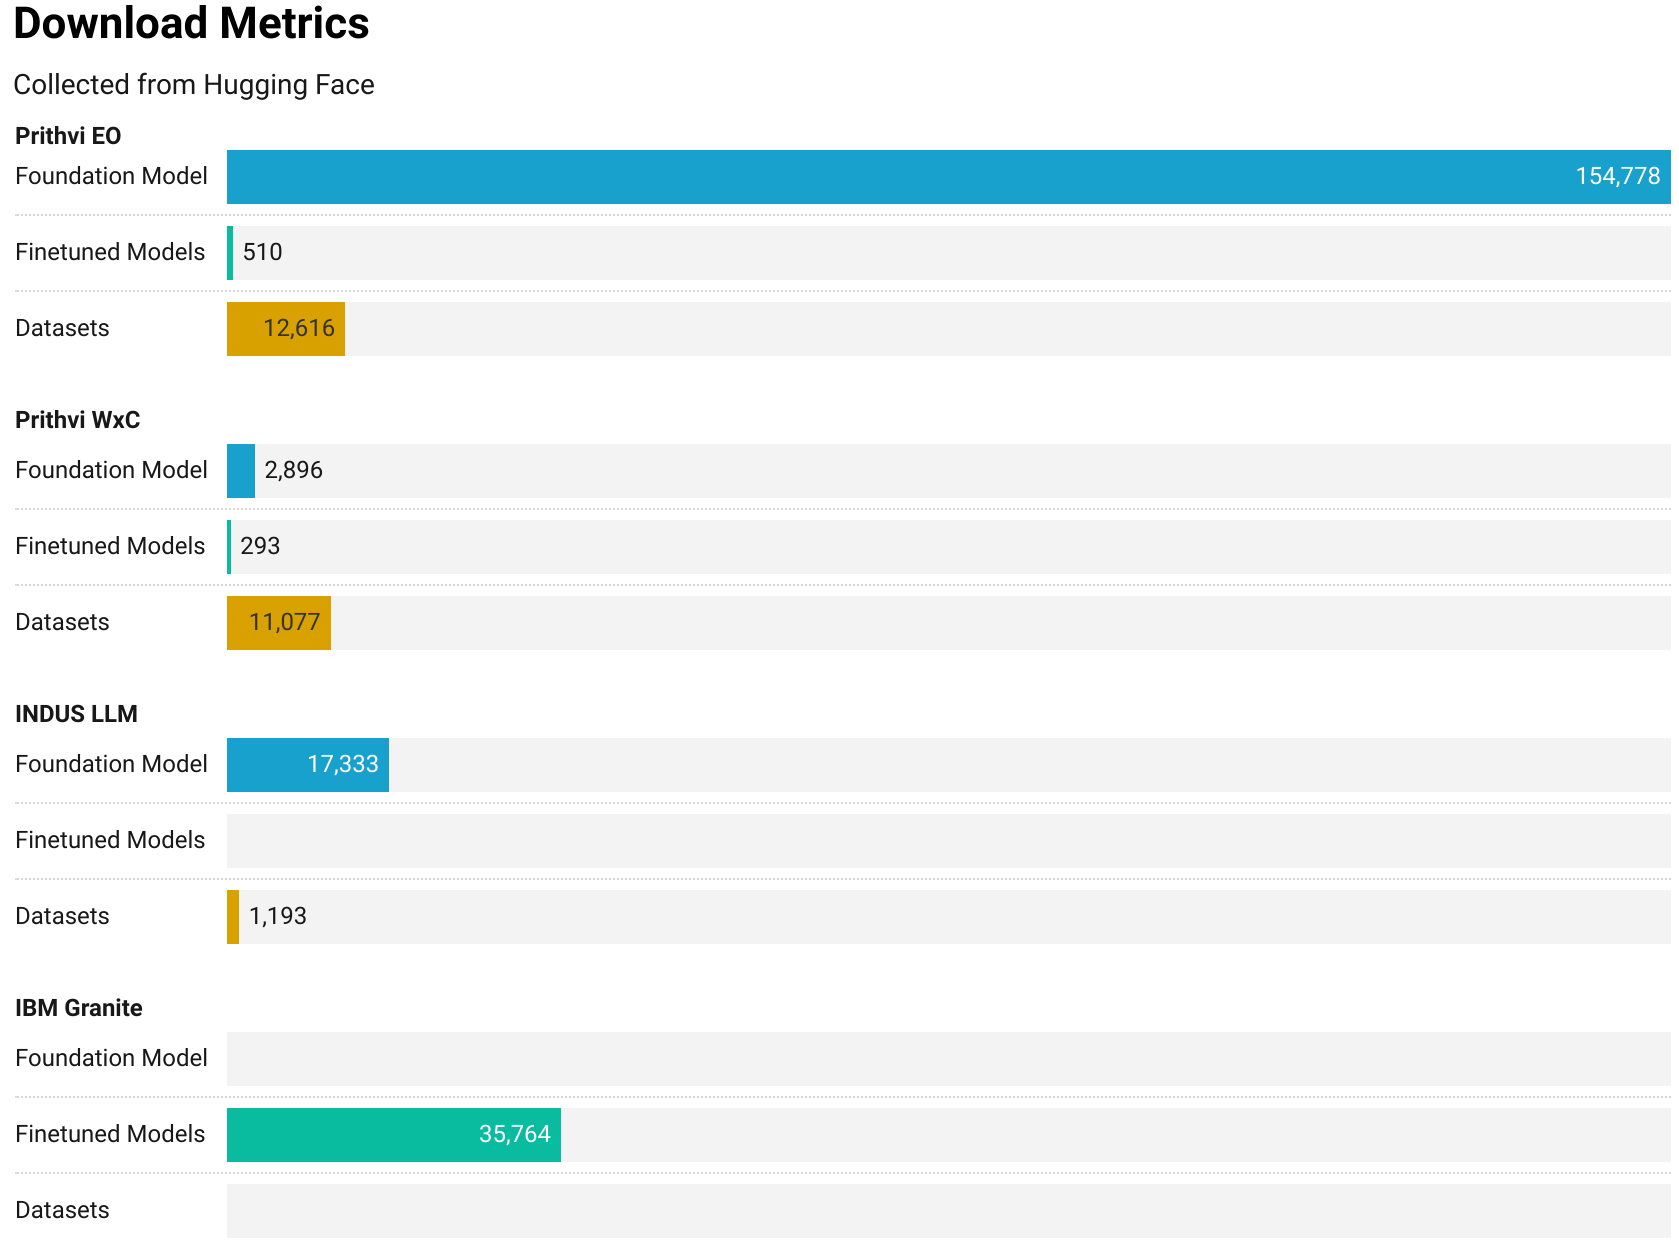 Download Metrics
Collected from Hugging Face
Prithvi EO
Foundation Model 154,778
Finetuned Models 510
Datasets 12,616
Prithvi WxC
Foundation Model 2,896
Finetuned Models 293
Datasets 11,077
INDUS LLM
Foundation Model 17,333
Finetuned Models
Datasets 1,193
IBM Granite
Foundation Model
Finetuned Models 35,764
Datasets